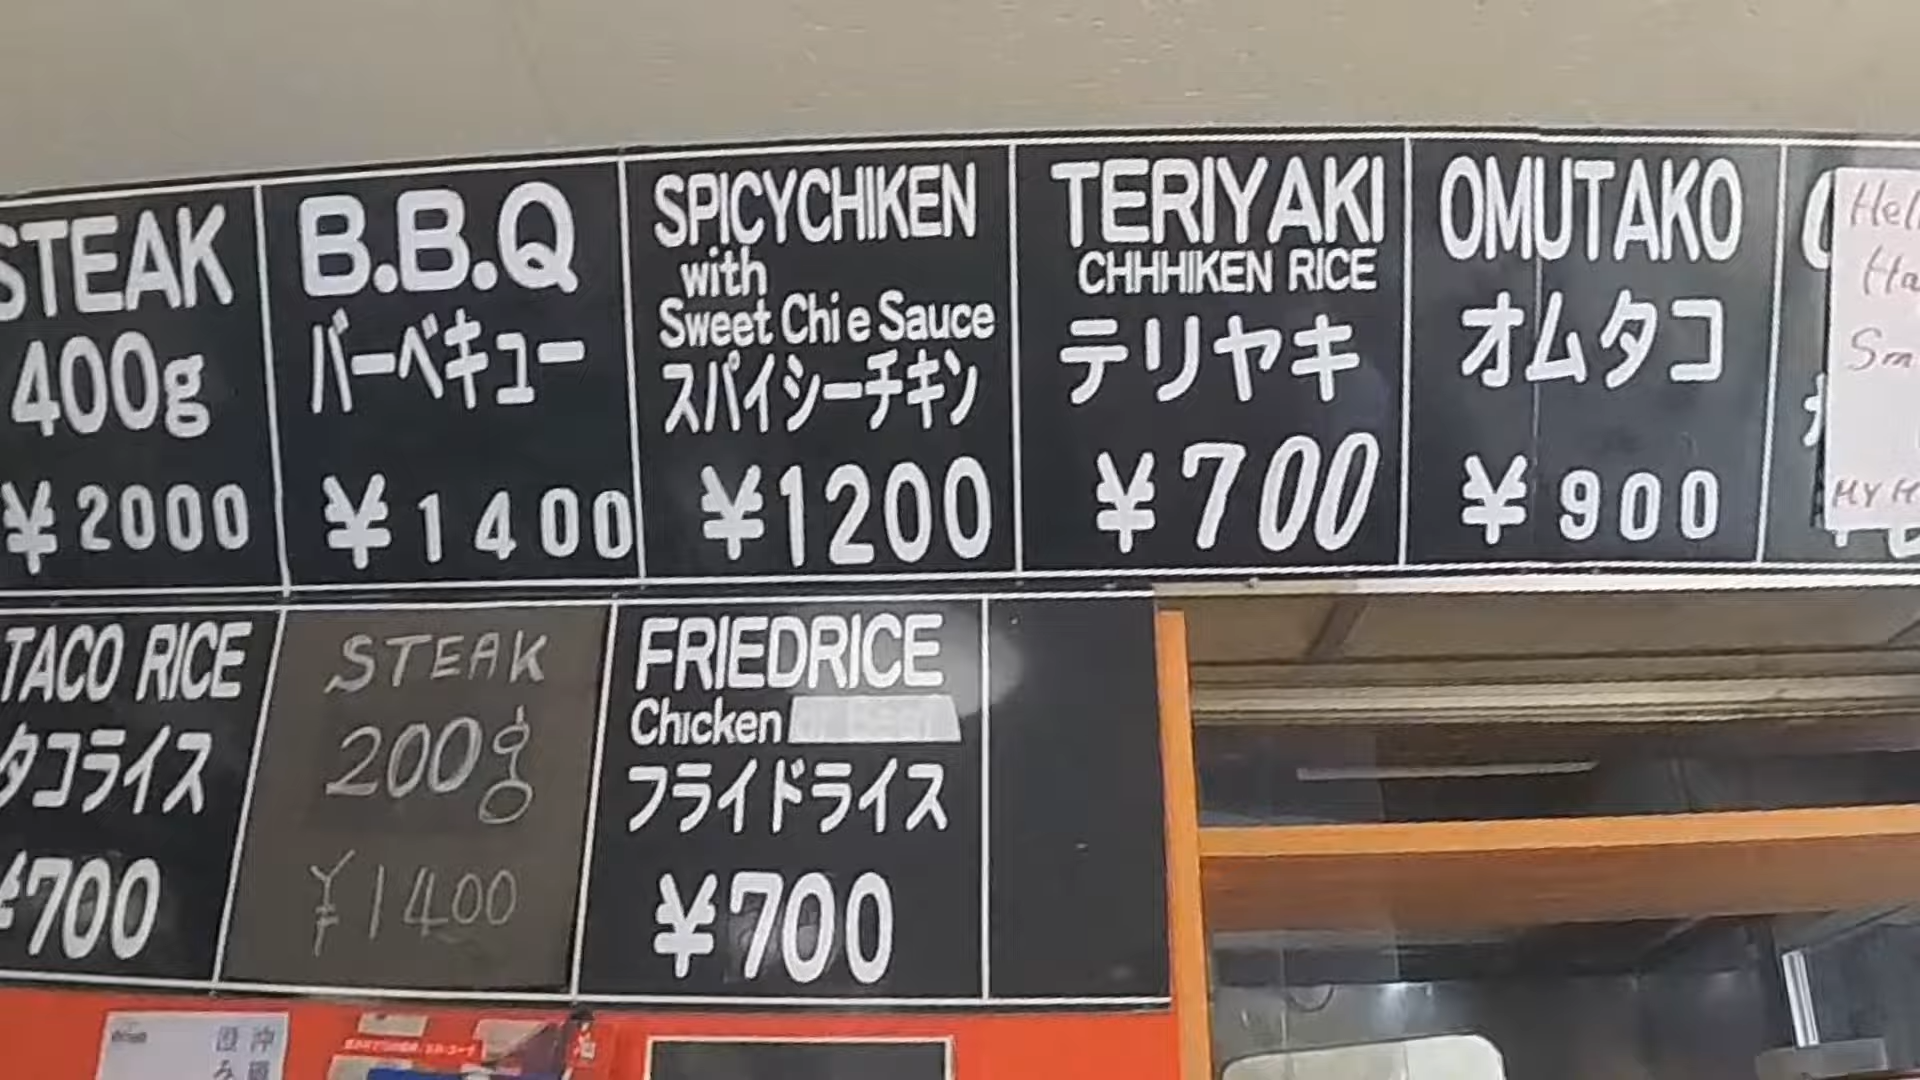 STEAK
400g
¥2000
B.B.Q
バーベキュー
¥1400
SPICYCHIKEN
with
Sweet Chi e Sauce
スパイシーチキン
¥1200
TERIYAKI
CHHHIKEN RICE
テリヤキ
¥700
OMUTAKO
オムタコ
¥900
TACO RICE
タコライス
¥700
STEAK
200g
¥1400
FRIEDRICE
Chicken
フライドライス
¥700